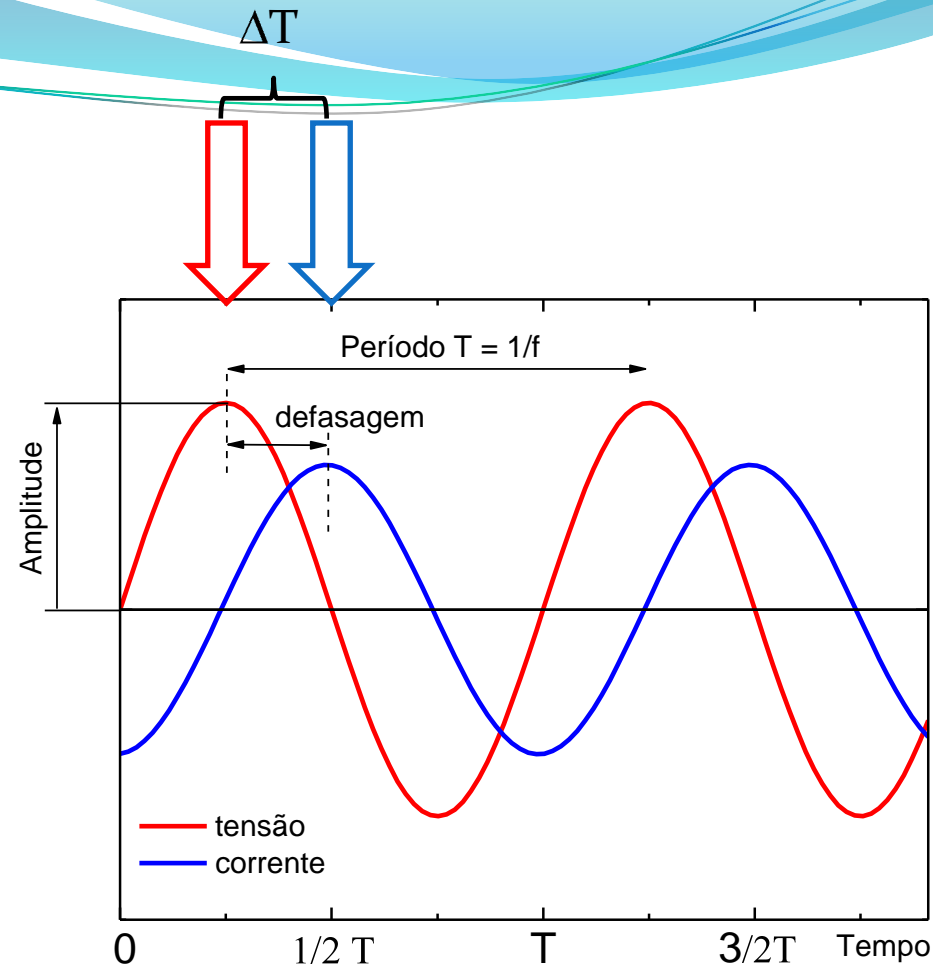 ΔT
Período T = 1/f
defasagem
Amplitude
tensão
corrente
0
1/2 T
T
3/2T
Tempo